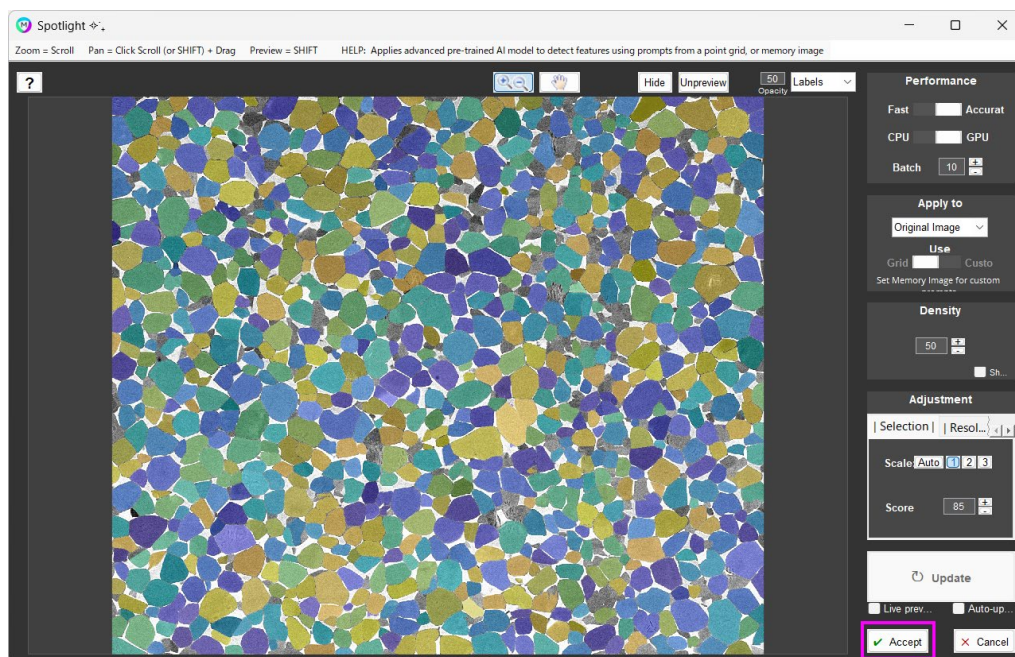 Spotlight
Zoom = Scroll Pan = Click Scroll (or SHIFT) + Drag Preview = SHIFT HELP: Applies advanced pre-trained AI model to detect features using prompts from a point grid, or memory image
?
Hide Unpreview 50 Labels
Opacity
Performance
Fast Accurat
CPU GPU
Batch 10 + -
Apply to
Original Image
Use
Grid Custo
Set Memory Image for custom
Density
50 + -
Sh...
Adjustment
| Selection | | Resol...
Scale: Auto 1 2 3
Score 85 + -
Update
Live prev... Auto-up...
Accept Cancel